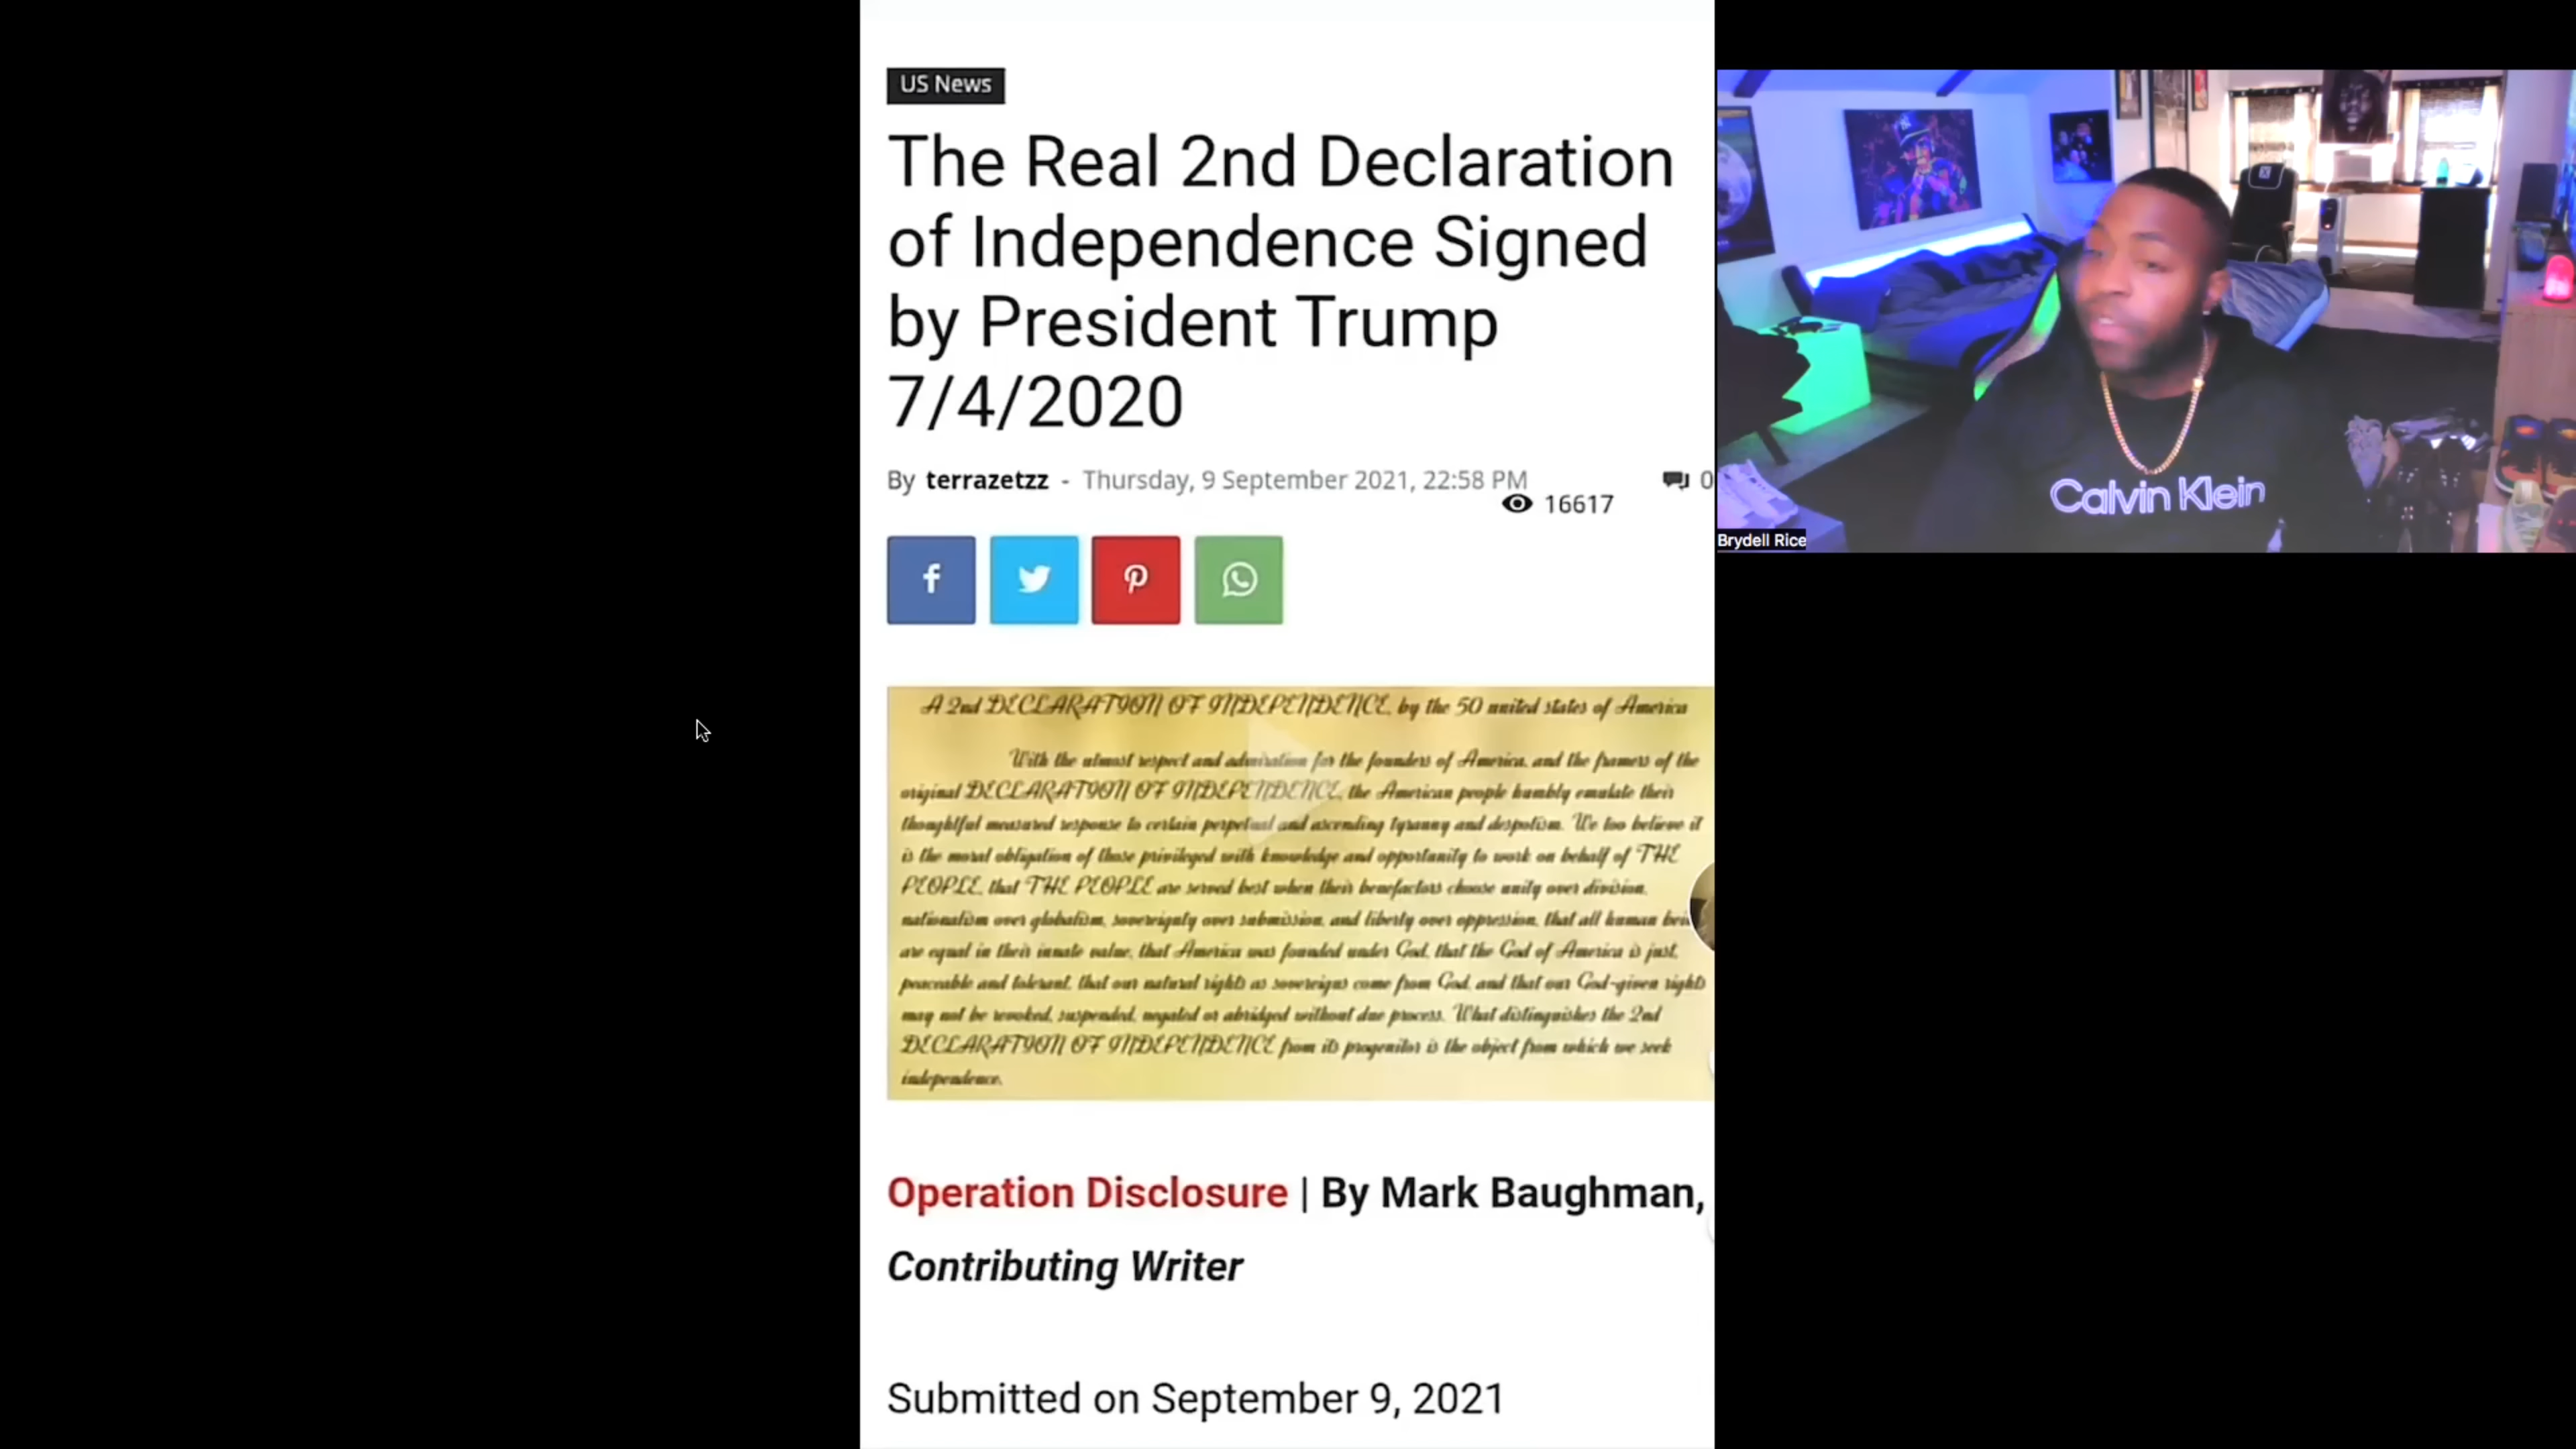 US News
The Real 2nd Declaration
of Independence Signed
by President Trump
7/4/2020
By terrazetzz - Thursday, 9 September 2021, 22:58 PM
0
16617
A 2nd DECLARATION OF INDEPENDENCE, by the 50 united states of America
With the utmost respect and admiration for the founders of America, and the framers of the
original DECLARATION OF INDEPENDENCE, the American people humbly emulate their
thoughtful measured response to certain perpetual and ascending tyranny and despotism. We too believe it
is the moral obligation of those privileged with knowledge and opportunity to work on behalf of THE
PEOPLE, that THE PEOPLE are served best when their benefactors choose unity over division,
nationalism over globalism, sovereignty over submission, and liberty over oppression, that all human
are equal in their innate value, that America was founded under God, that the God of America is just,
peaceable and tolerant, that our natural rights as sovereigns come from God, and that our God-given rights
may not be revoked, suspended, negated or abridged without due process. What distinguishes the 2nd
DECLARATION OF INDEPENDENCE from its progenitor is the object from which we seek
independence.
Operation Disclosure | By Mark Baughman,
Contributing Writer
Submitted on September 9, 2021
Calvin Klein
Brydell Rice